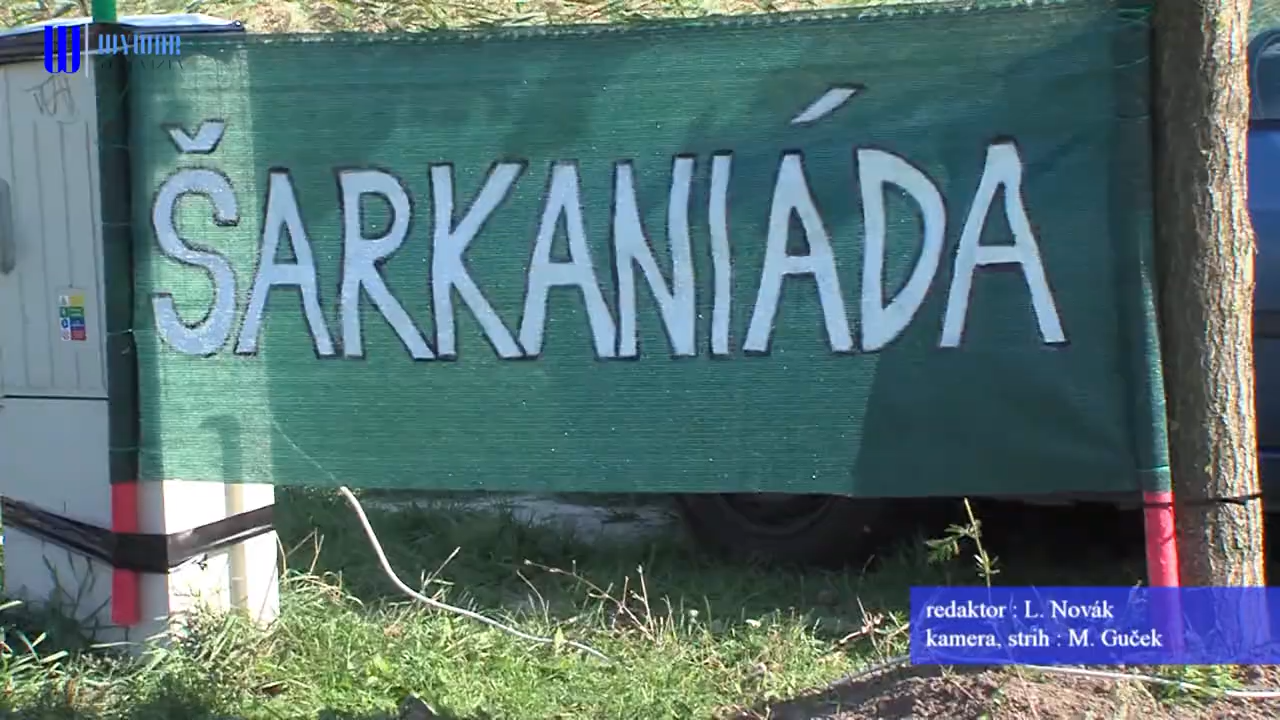 ŠARKANIÁDA
redaktor : L. Novák
kamera, strih : M. Guček